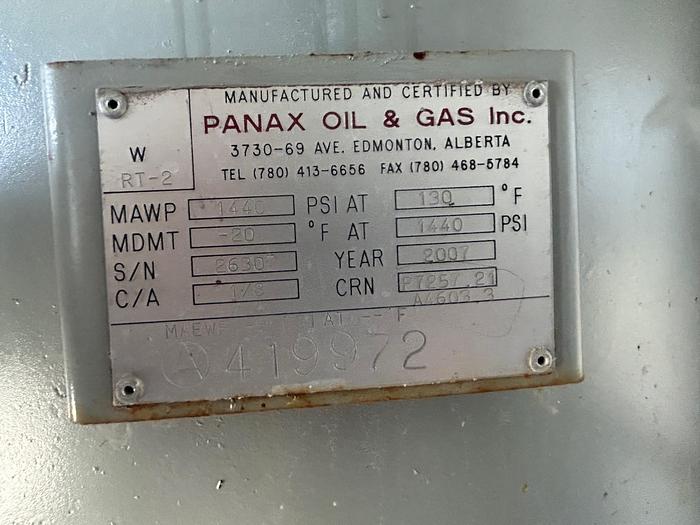 MANUFACTURED AND CERTIFIED BY
PANAX OIL & GAS Inc.
3730-69 AVE. EDMONTON, ALBERTA
TEL (780) 413-6656 FAX (780) 468-5784
W
RT-2
MAWP 1440 PSI AT 130 °F
MDMT -20 °F AT 1440 PSI
S/N 2630 YEAR 2007
C/A 1/8 CRN P7257.21
A4603.3
MAEWP AT -- °F
A 419972